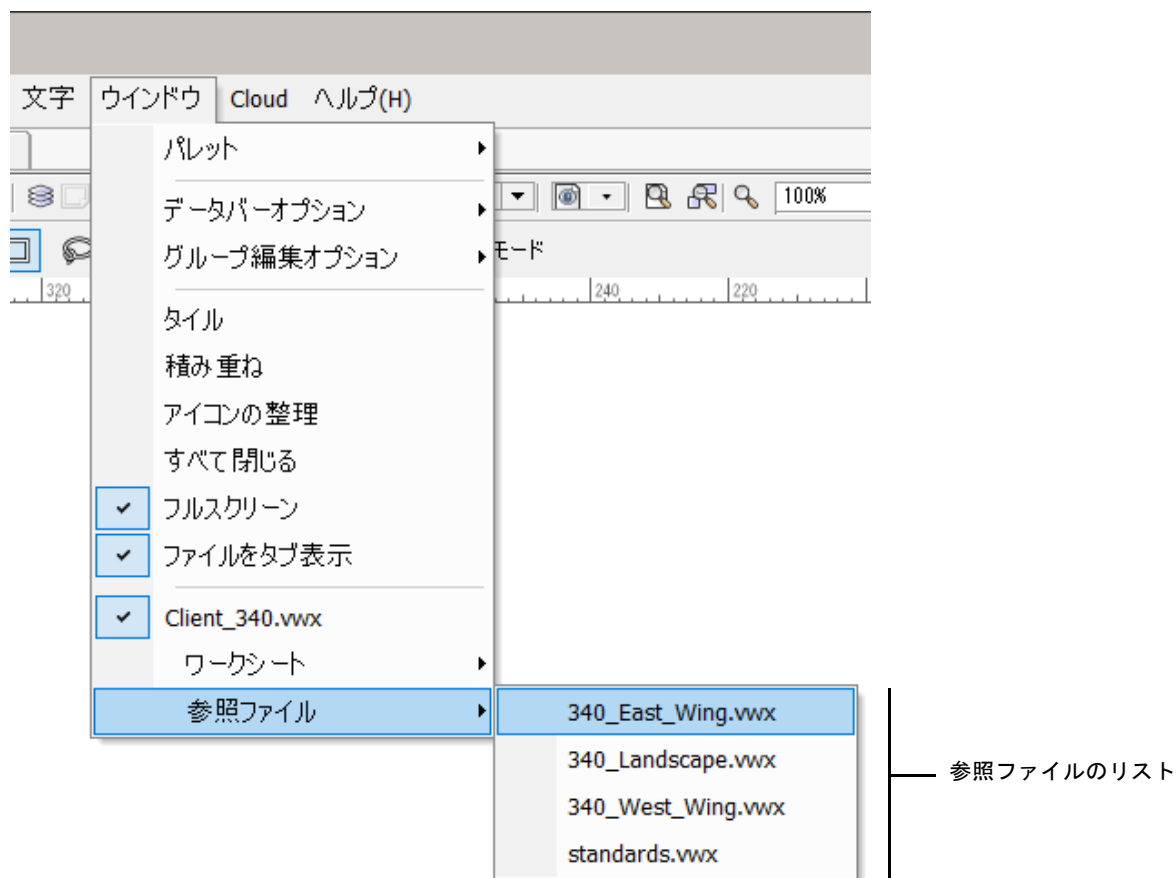 文字 ウインドウ Cloud ヘルプ(H)
パレット
データバーオプション
100%
グループ編集オプション
モード
320
240
220
タイル
積み重ね
アイコンの整理
すべて閉じる
フルスクリーン
ファイルをタブ表示
Client_340.vwx
ワークシート
参照ファイル
340_East_Wing.vwx
340_Landscape.vwx
340_West_Wing.vwx
standards.vwx
参照ファイルのリスト